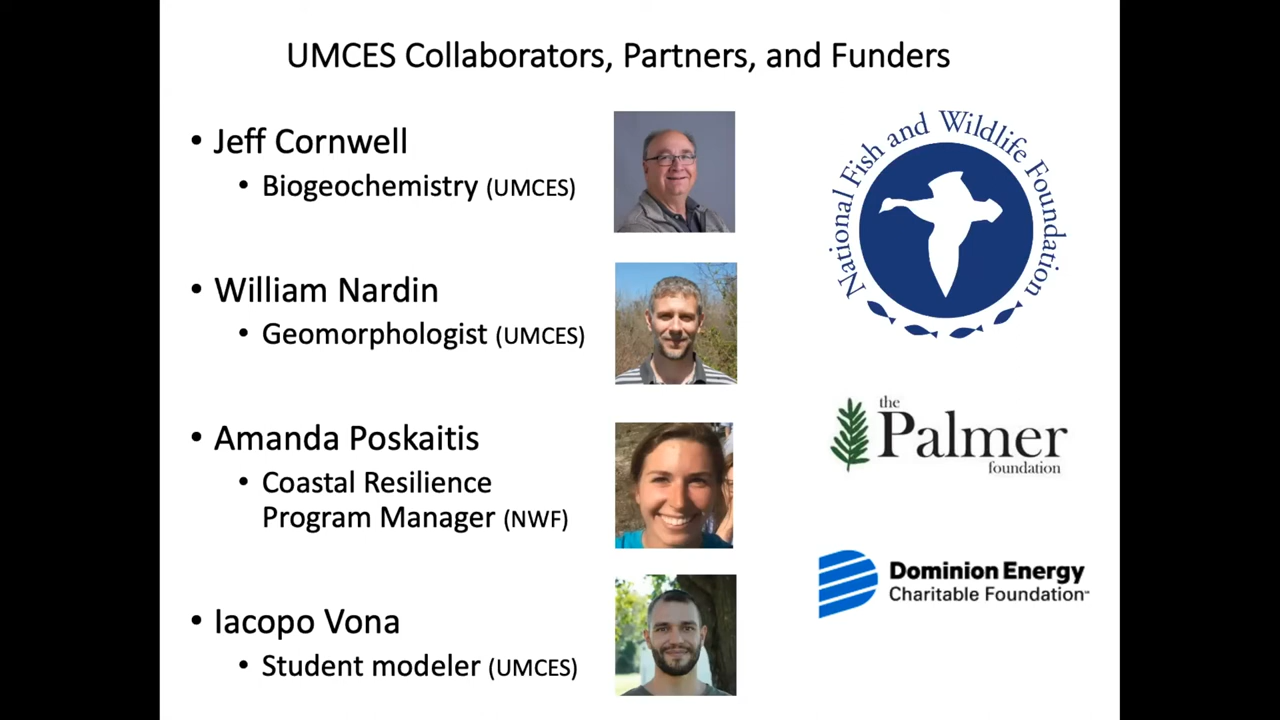 UMCES Collaborators, Partners, and Funders
• Jeff Cornwell
• Biogeochemistry (UMCES)
• William Nardin
• Geomorphologist (UMCES)
• Amanda Poskaitis
• Coastal Resilience
Program Manager (NWF)
• Iacopo Vona
• Student modeler (UMCES)
National Fish and Wildlife Foundation
the
Palmer
foundation
Dominion Energy
Charitable Foundation℠